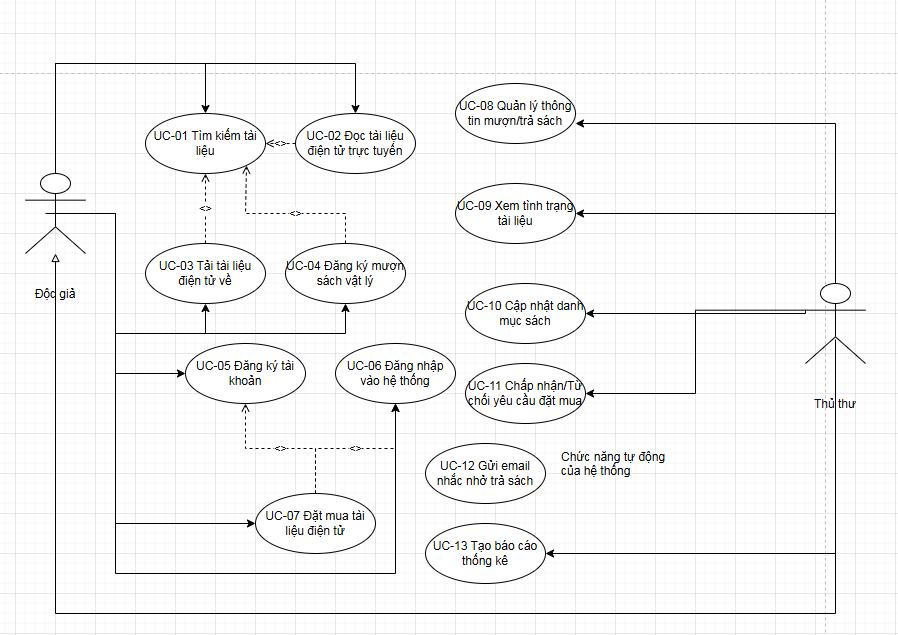 UC-01 Tìm kiếm tài
liệu
<<>>
UC-02 Đọc tài liệu
điện tử trực tuyến
UC-08 Quản lý thông
tin mượn/trả sách
UC-09 Xem tình trạng
tài liệu
<>
<>
Độc giả
UC-03 Tải tài liệu
điện tử về
UC-04 Đăng ký mượn
sách vật lý
UC-10 Cập nhật danh
mục sách
UC-05 Đăng ký tài
khoản
UC-06 Đăng nhập
vào hệ thống
UC-11 Chấp nhận/Từ
chối yêu cầu đặt mua
Thủ thư
<>
<>
UC-12 Gửi email
nhắc nhở trả sách
Chức năng tự động
của hệ thống
UC-07 Đặt mua tài
liệu điện tử
UC-13 Tạo báo cáo
thống kê